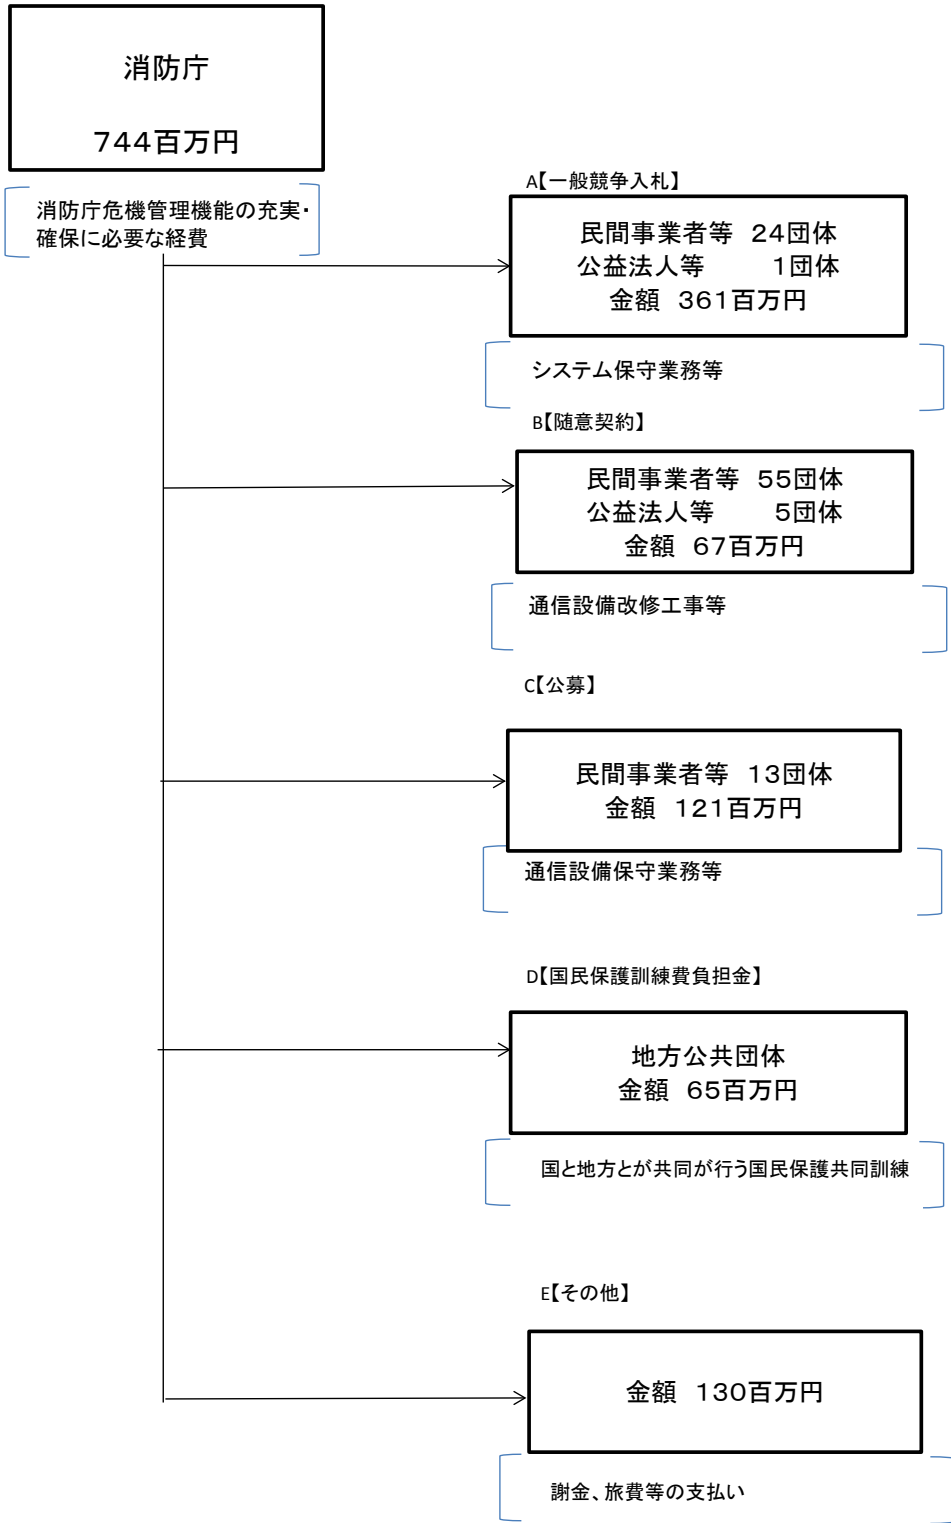 消防庁
744百万円
消防庁危機管理機能の充実・
確保に必要な経費
A【一般競争入札】
民間事業者等 24団体
公益法人等 1団体
金額 361百万円
システム保守業務等
B【随意契約】
民間事業者等 55団体
公益法人等 5団体
金額 67百万円
通信設備改修工事等
C【公募】
民間事業者等 13団体
金額 121百万円
通信設備保守業務等
D【国民保護訓練費負担金】
地方公共団体
金額 65百万円
国と地方とが共同が行う国民保護共同訓練
E【その他】
金額 130百万円
謝金、旅費等の支払い